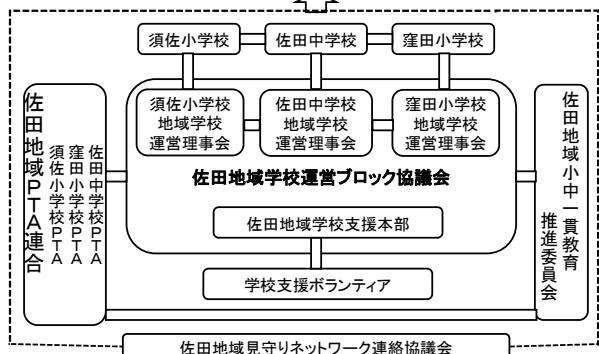 須佐小学校
佐田中学校
窪田小学校
須佐小学校
地域学校
運営理事会
佐田中学校
地域学校
運営理事会
窪田小学校
地域学校
運営理事会
佐田地域学校運営ブロック協議会
佐田地域学校支援本部
学校支援ボランティア
佐田中学校PTA
窪田小学校PTA
須佐小学校PTA
佐田地域PTA連合
佐田地域小中一貫教育
推進委員会
佐田地域見守りネットワーク連絡協議会